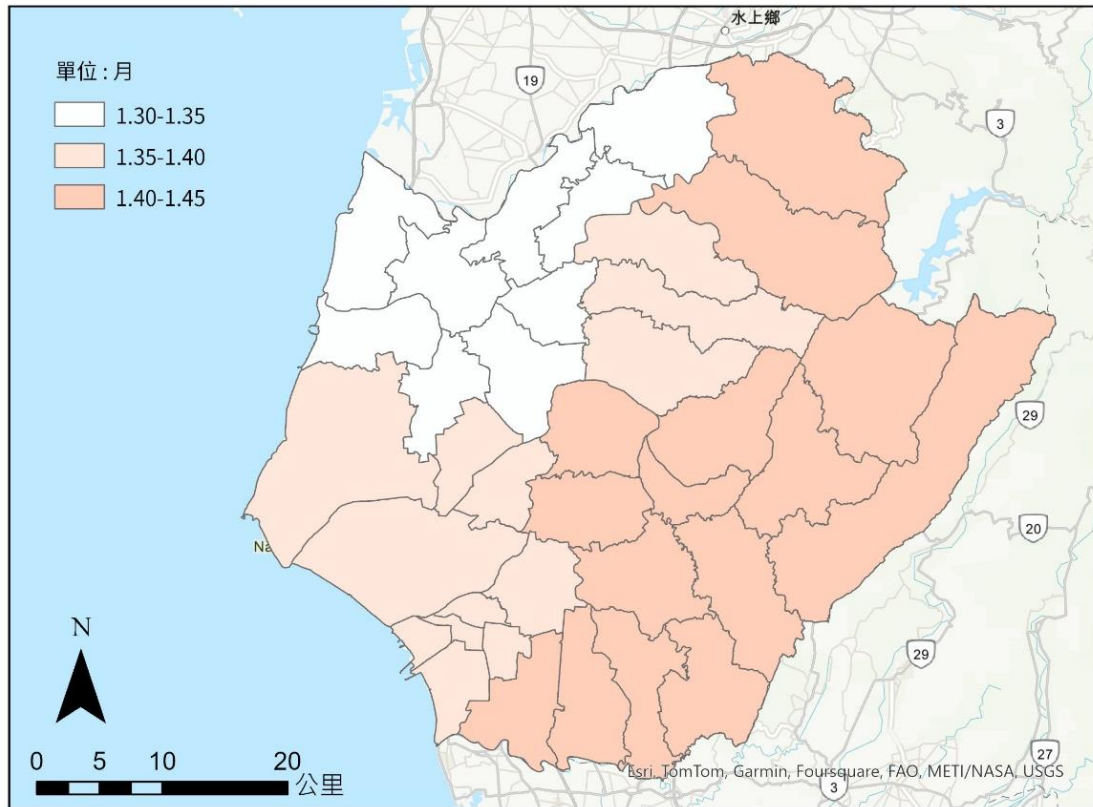 水上鄉
單位 : 月
1.30-1.35
1.35-1.40
1.40-1.45
19
3
29
20
Na
N
29
27
0 5 10 20
公里
Esri, TomTom, Garmin, Foursquare, FAO, METI/NASA, USGS
3